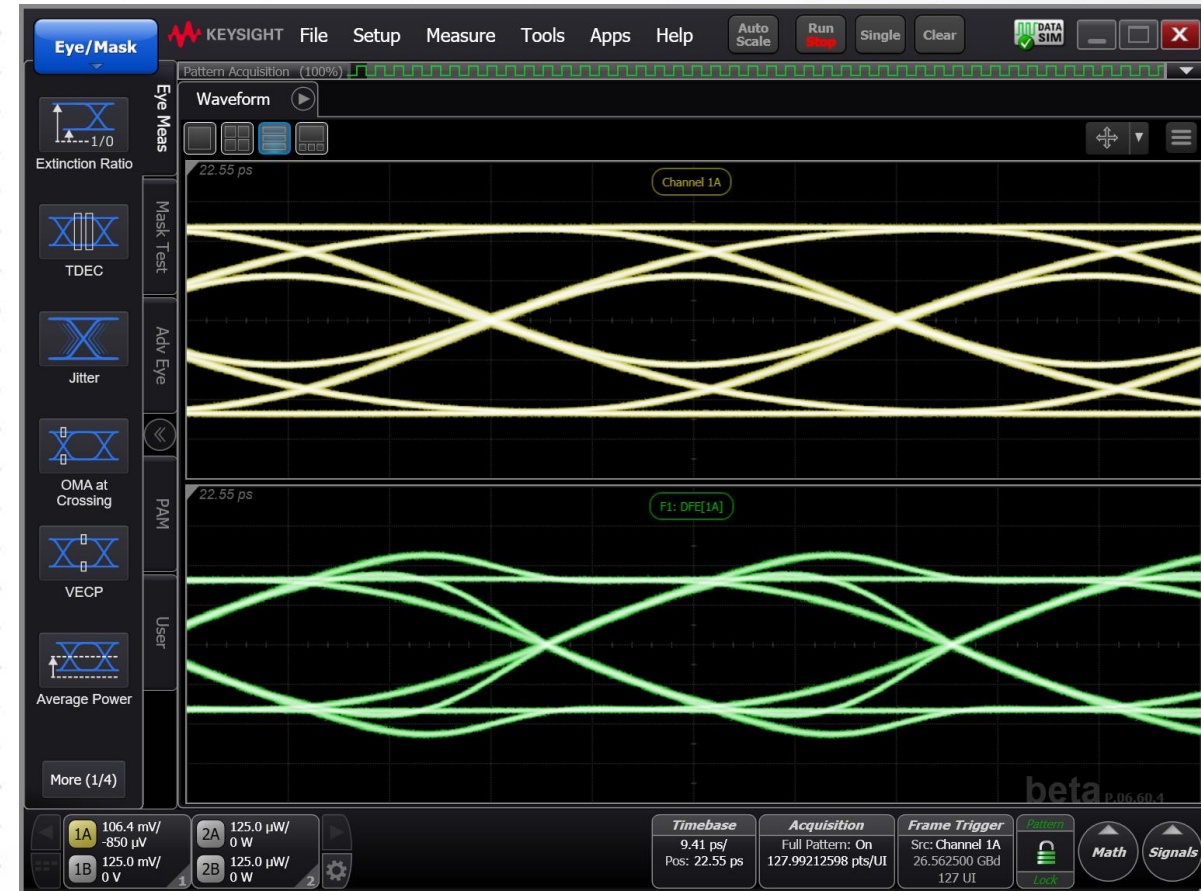 Eye/Mask
KEYSIGHT File Setup Measure Tools Apps Help
Auto Scale
Run Stop
Single
Clear
DATA SIM
X
Pattern Acquisition (100%)
Waveform
Eye Meas
Mask Test
Adv Eye
PAM
User
1/0
Extinction Ratio
TDEC
Jitter
OMA at
Crossing
VECP
Average Power
More (1/4)
22.55 ps
Channel 1A
22.55 ps
F1: DFE[1A]
beta P.06.60.4
1A 106.4 mV/
-850 µV
1B 125.0 mV/
0 V
1
2A 125.0 µW/
0 W
2B 125.0 µW/
0 W
2
Timebase
9.41 ps/
Pos: 22.55 ps
Acquisition
Full Pattern: On
127.99212598 pts/UI
Frame Trigger
Src: Channel 1A
26.562500 GBd
127 UI
Pattern
Lock
Math
Signals